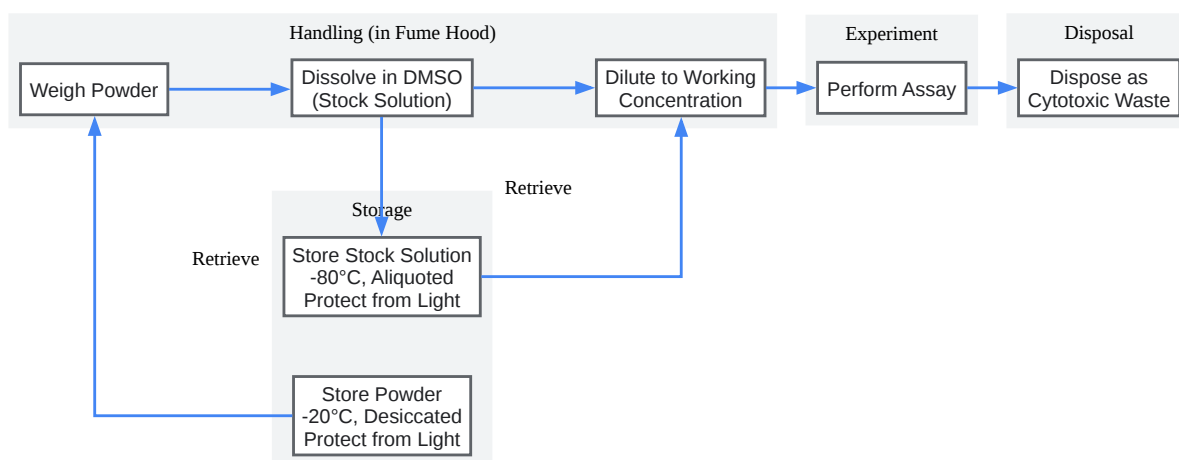 Handling (in Fume Hood)
Experiment
Disposal
Weigh Powder
Dissolve in DMSO
(Stock Solution)
Dilute to Working
Concentration
Perform Assay
Dispose as
Cytotoxic Waste
Retrieve
Storage
Retrieve
Store Stock Solution
-80°C, Aliquoted
Protect from Light
Store Powder
-20°C, Desiccated
Protect from Light